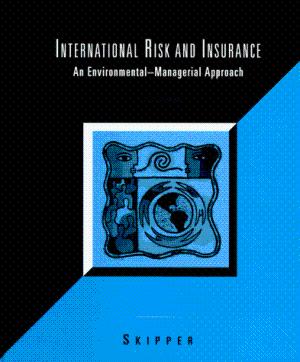 INTERNATIONAL RISK AND INSURANCE
An Environmental–Managerial Approach
SKIPPER